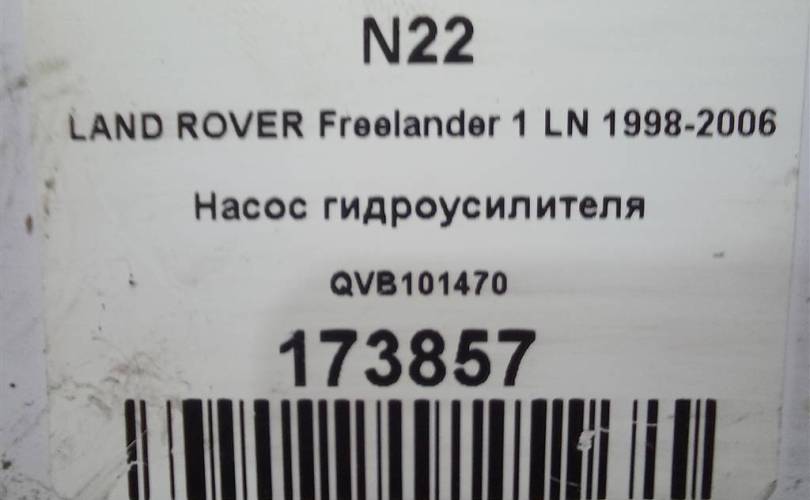 N22
LAND ROVER Freelander 1 LN 1998-2006
Насос гидроусилителя
QVB101470
173857